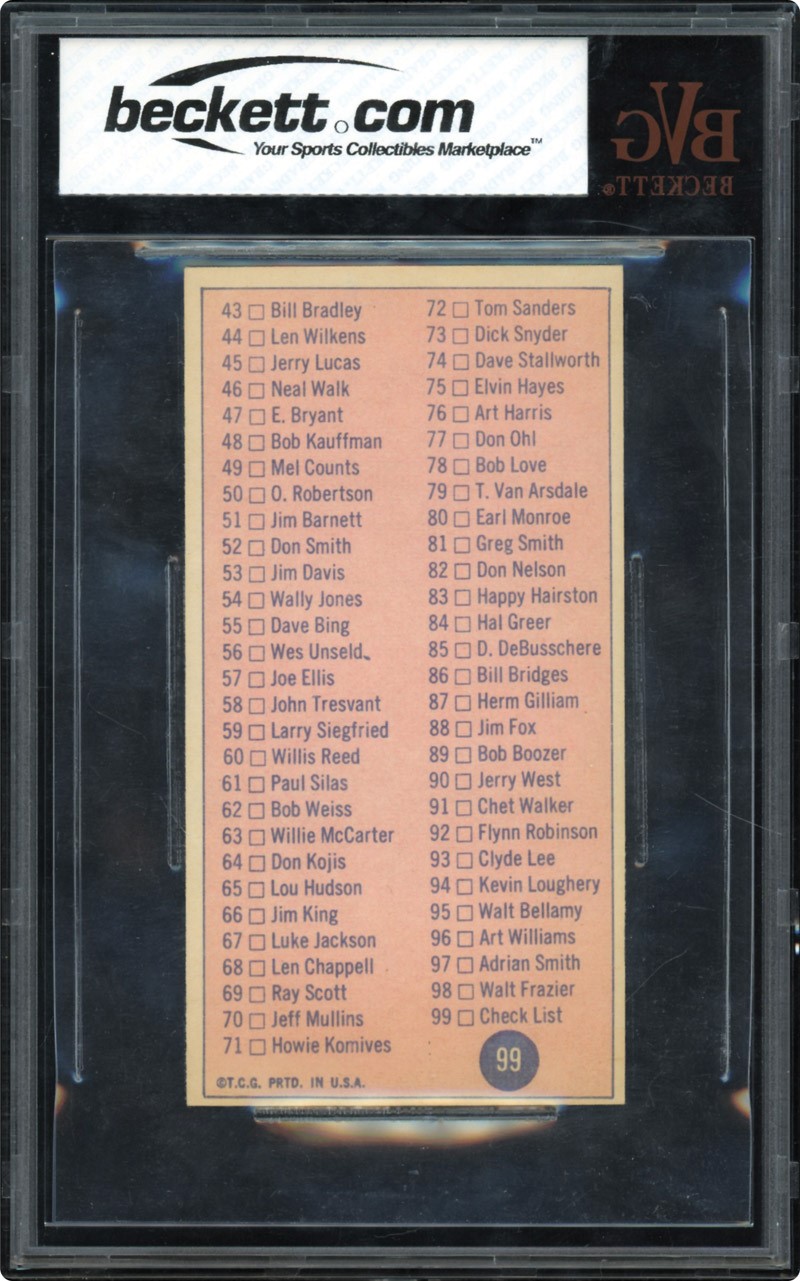 beckett.com
Your Sports Collectibles Marketplace™
BVG
BECKETT®
43 □ Bill Bradley
44 □ Len Wilkens
45 □ Jerry Lucas
46 □ Neal Walk
47 □ E. Bryant
48 □ Bob Kauffman
49 □ Mel Counts
50 □ O. Robertson
51 □ Jim Barnett
52 □ Don Smith
53 □ Jim Davis
54 □ Wally Jones
55 □ Dave Bing
56 □ Wes Unseld
57 □ Joe Ellis
58 □ John Tresvant
59 □ Larry Siegfried
60 □ Willis Reed
61 □ Paul Silas
62 □ Bob Weiss
63 □ Willie McCarter
64 □ Don Kojis
65 □ Lou Hudson
66 □ Jim King
67 □ Luke Jackson
68 □ Len Chappell
69 □ Ray Scott
70 □ Jeff Mullins
71 □ Howie Komives
72 □ Tom Sanders
73 □ Dick Snyder
74 □ Dave Stallworth
75 □ Elvin Hayes
76 □ Art Harris
77 □ Don Ohl
78 □ Bob Love
79 □ T. Van Arsdale
80 □ Earl Monroe
81 □ Greg Smith
82 □ Don Nelson
83 □ Happy Hairston
84 □ Hal Greer
85 □ D. DeBusschere
86 □ Bill Bridges
87 □ Herm Gilliam
88 □ Jim Fox
89 □ Bob Boozer
90 □ Jerry West
91 □ Chet Walker
92 □ Flynn Robinson
93 □ Clyde Lee
94 □ Kevin Loughery
95 □ Walt Bellamy
96 □ Art Williams
97 □ Adrian Smith
98 □ Walt Frazier
99 □ Check List
99
©T.C.G. PRTD. IN U.S.A.